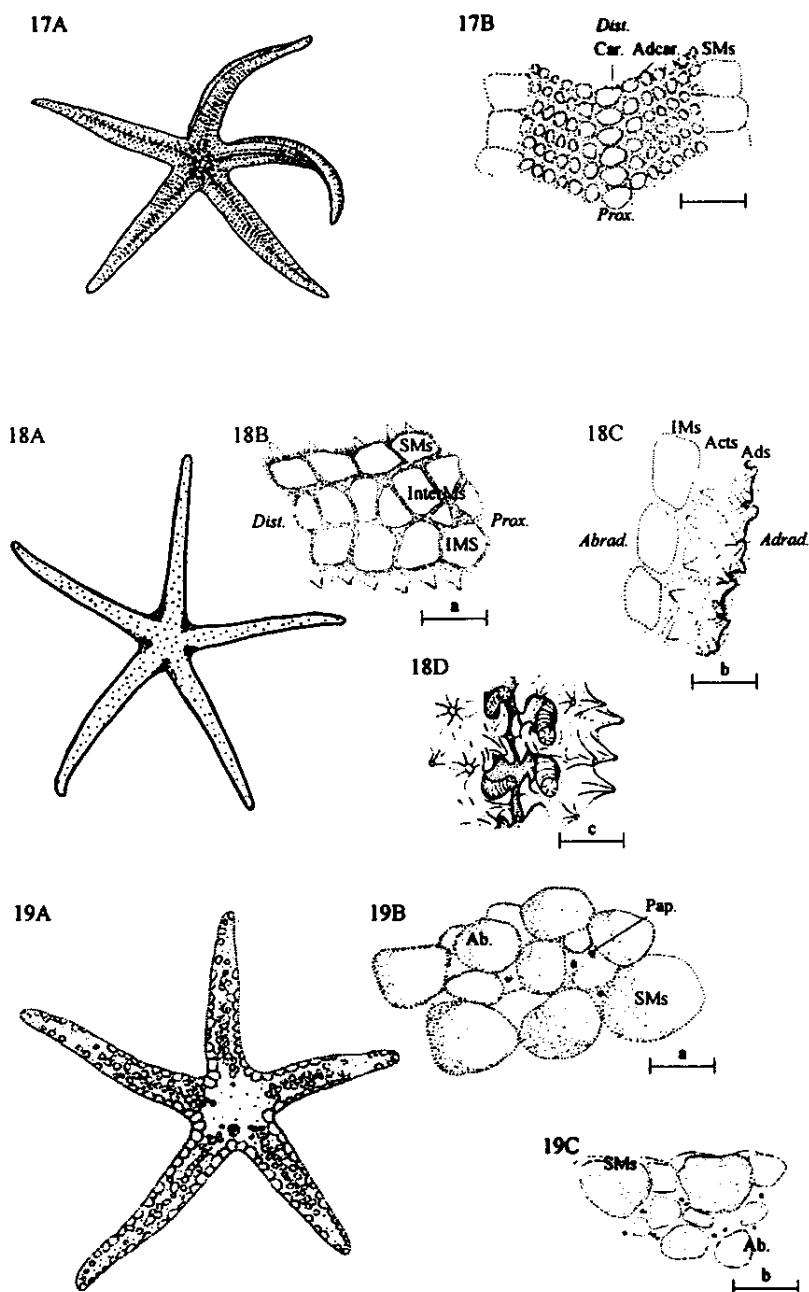 17A
17B
Dist.
Car. Adcar. SMs
Prox.
18A
18B
SMs
InterMs
Dist.
Prox.
IMS
a
18C
IMs
Acts
Ads
Abrad.
Adrad.
b
18D
c
19A
19B
Pap.
Ab.
SMs
a
19C
SMs
Ab.
b